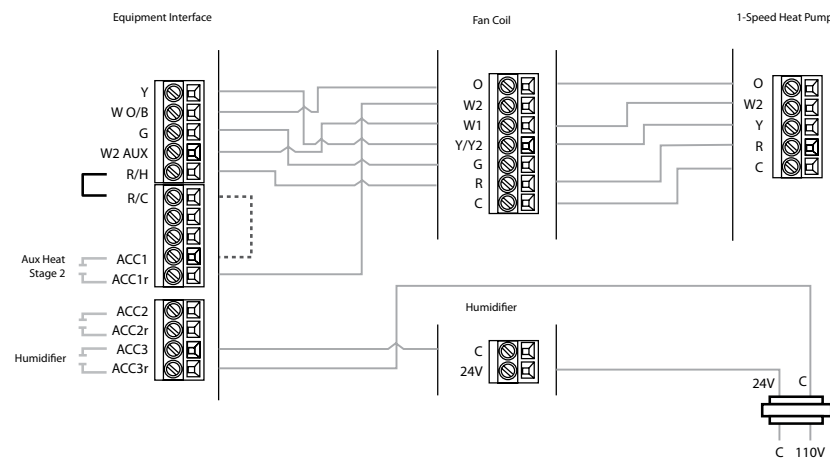 Equipment Interface
Fan Coil
1-Speed Heat Pump
Y
W O/B
G
W2 AUX
R/H
R/C
Aux Heat
Stage 2
ACC1
ACC1r
ACC2
ACC2r
Humidifier
ACC3
ACC3r
O
W2
W1
Y/Y2
G
R
C
O
W2
Y
R
C
Humidifier
C
24V
24V
C
C
110V